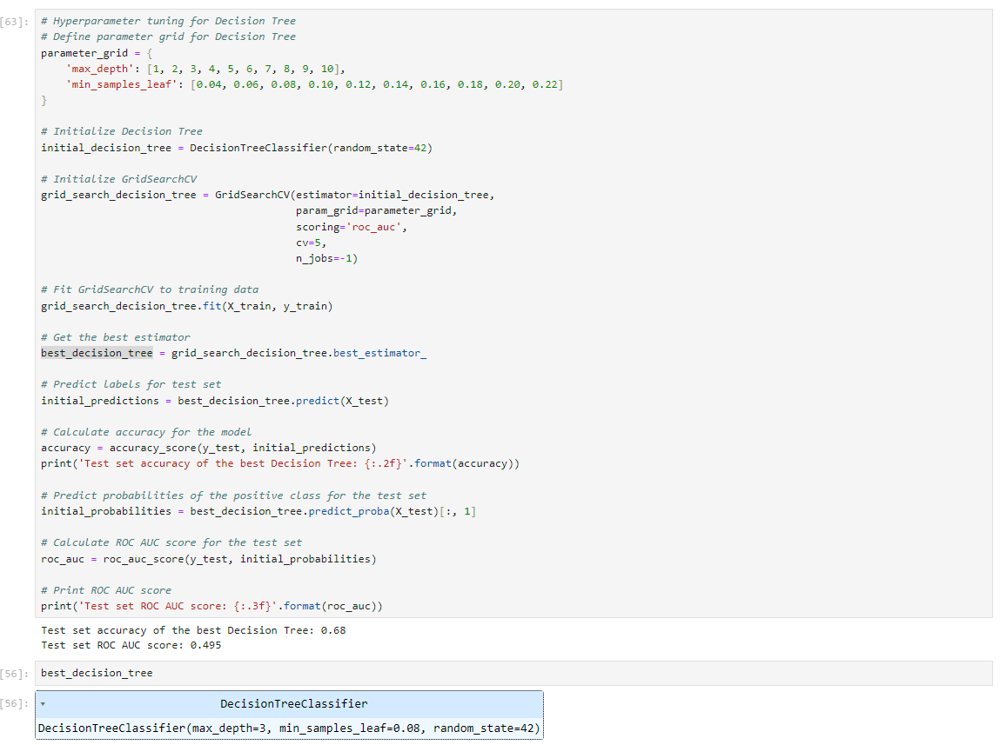 [63]:
# Hyperparameter tuning for Decision Tree
# Define parameter grid for Decision Tree
parameter_grid = {
    'max_depth': [1, 2, 3, 4, 5, 6, 7, 8, 9, 10],
    'min_samples_leaf': [0.04, 0.06, 0.08, 0.10, 0.12, 0.14, 0.16, 0.18, 0.20, 0.22]
}
# Initialize Decision Tree
initial_decision_tree = DecisionTreeClassifier(random_state=42)
# Initialize GridSearchCV
grid_search_decision_tree = GridSearchCV(estimator=initial_decision_tree,
                                         param_grid=parameter_grid,
                                         scoring='roc_auc',
                                         cv=5,
                                         n_jobs=-1)
# Fit GridSearchCV to training data
grid_search_decision_tree.fit(X_train, y_train)
# Get the best estimator
best_decision_tree = grid_search_decision_tree.best_estimator_
# Predict labels for test set
initial_predictions = best_decision_tree.predict(X_test)
# Calculate accuracy for the model
accuracy = accuracy_score(y_test, initial_predictions)
print('Test set accuracy of the best Decision Tree: {:.2f}'.format(accuracy))
# Predict probabilities of the positive class for the test set
initial_probabilities = best_decision_tree.predict_proba(X_test)[:, 1]
# Calculate ROC AUC score for the test set
roc_auc = roc_auc_score(y_test, initial_probabilities)
# Print ROC AUC score
print('Test set ROC AUC score: {:.3f}'.format(roc_auc))
Test set accuracy of the best Decision Tree: 0.68
Test set ROC AUC score: 0.495
[56]: best_decision_tree
[56]: DecisionTreeClassifier
DecisionTreeClassifier(max_depth=3, min_samples_leaf=0.08, random_state=42)